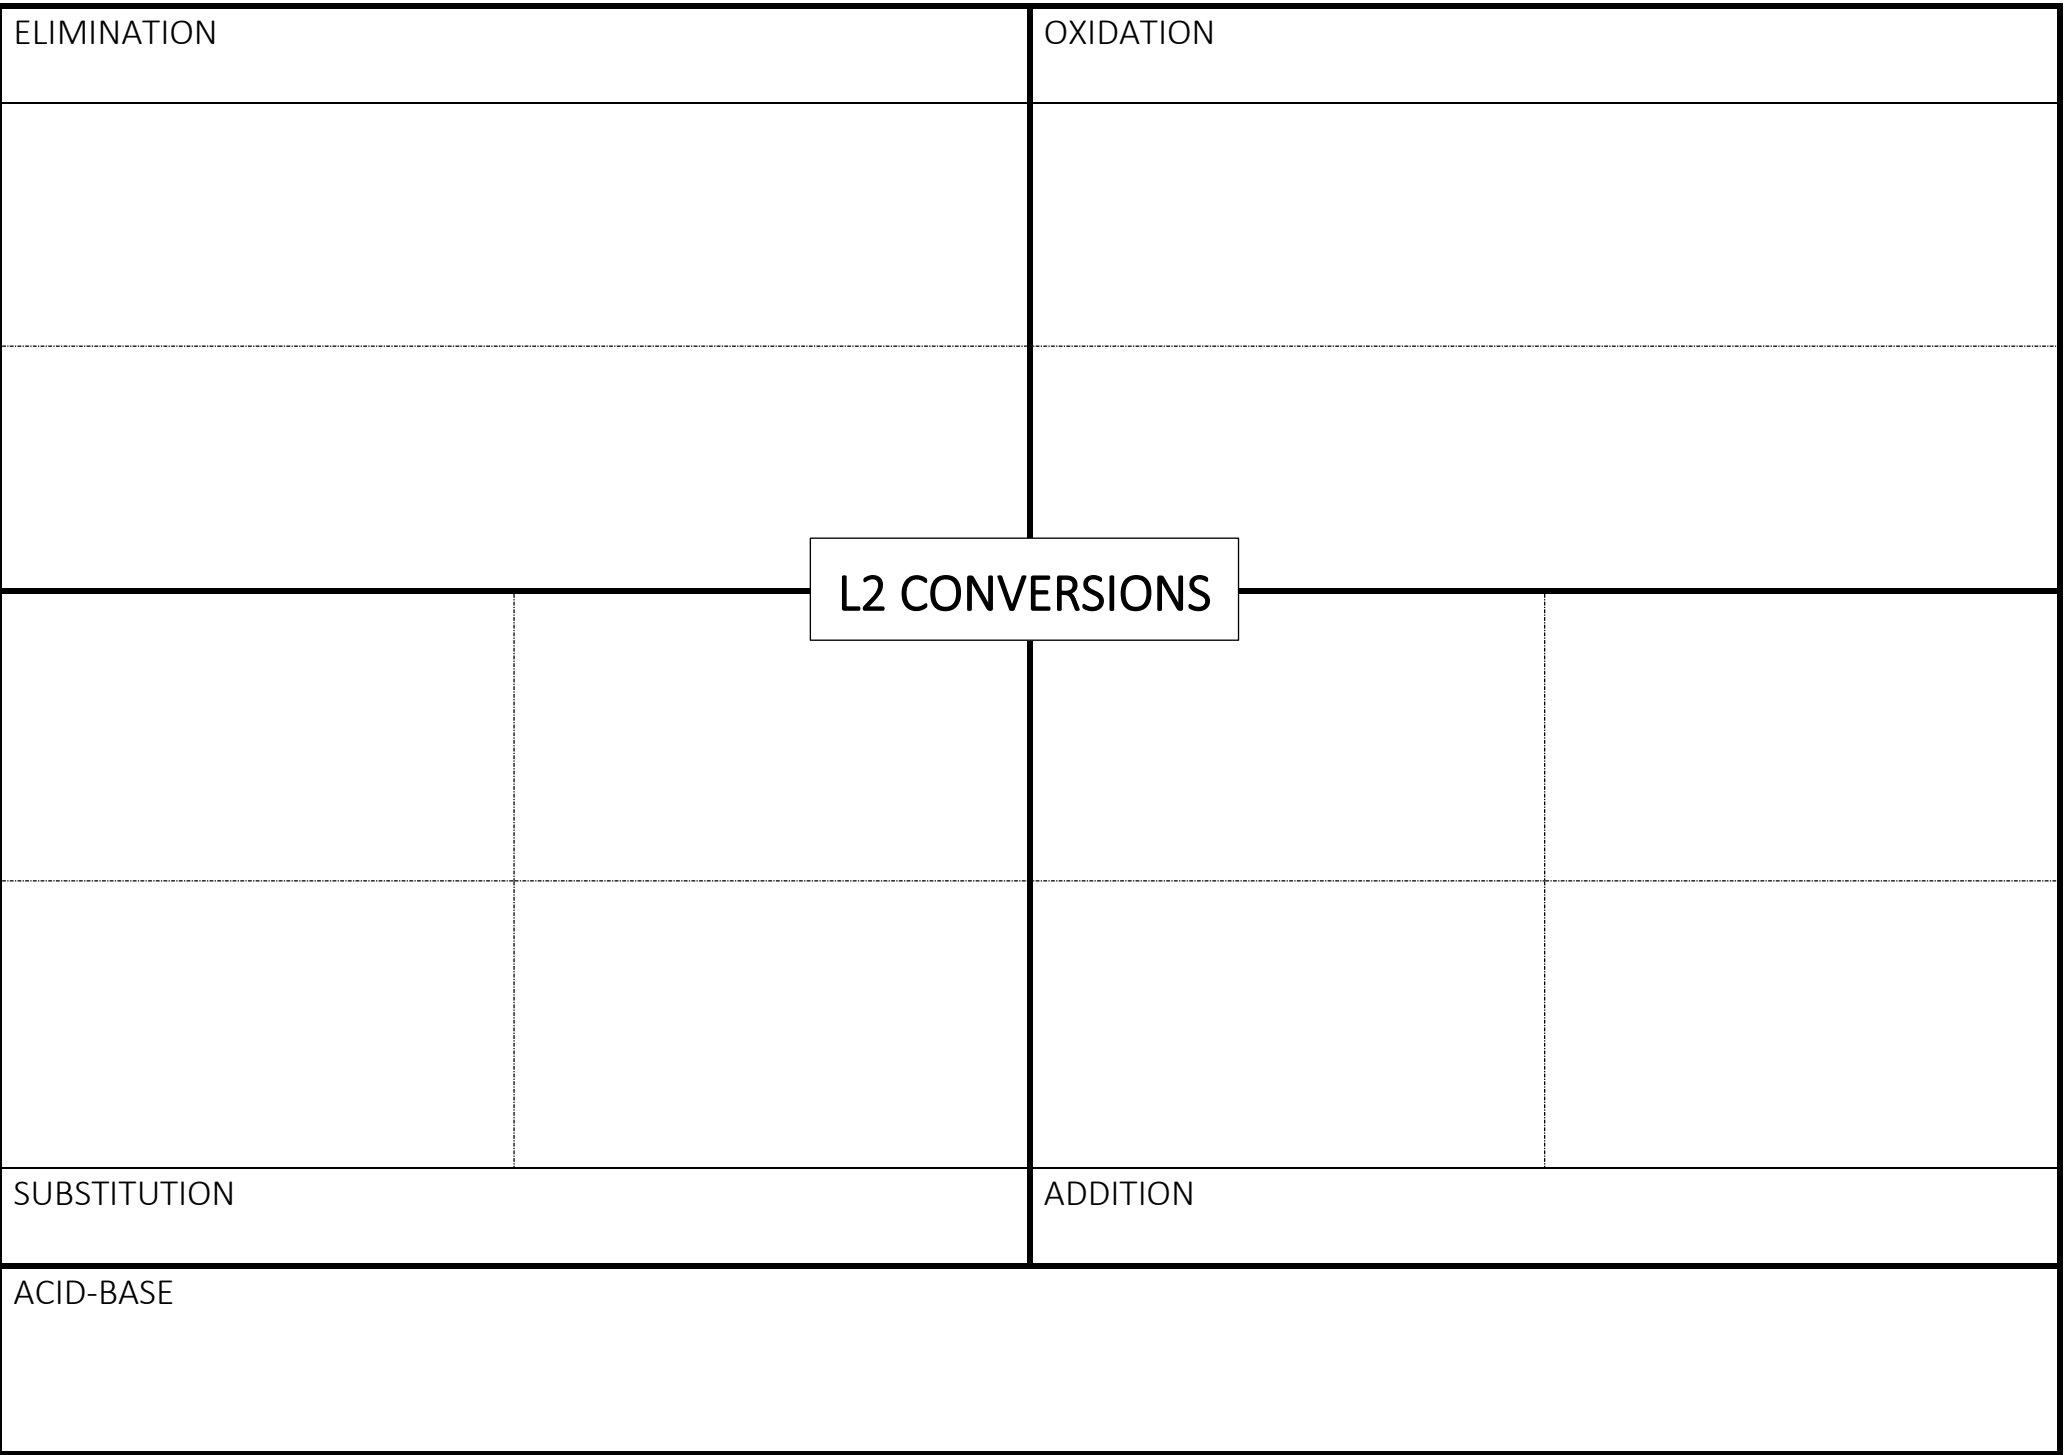 ELIMINATION
OXIDATION
L2 CONVERSIONS
SUBSTITUTION
ADDITION
ACID-BASE